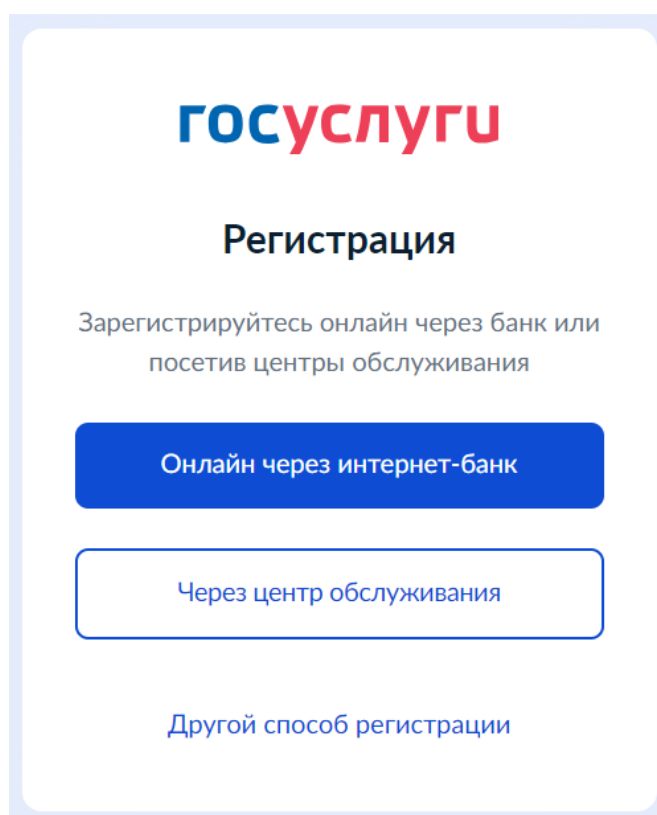 госуслуги
Регистрация
Зарегистрируйтесь онлайн через банк или
посетив центры обслуживания
Онлайн через интернет-банк
Через центр обслуживания
Другой способ регистрации